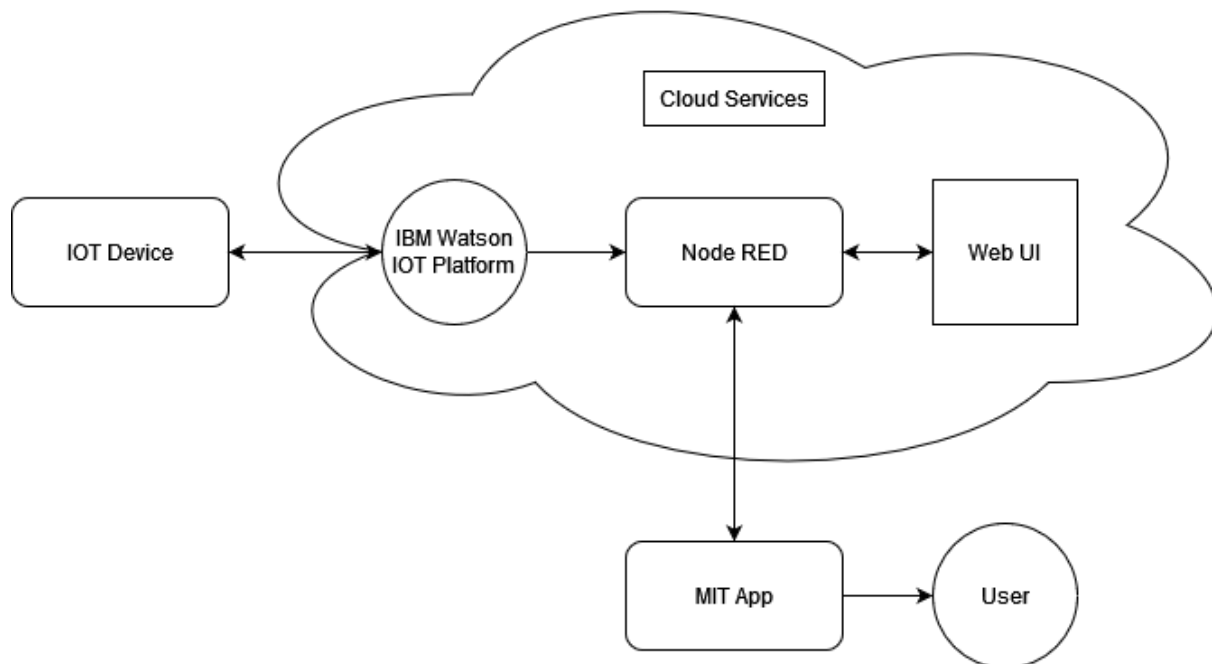 Cloud Services
IOT Device
IBM Watson
IOT Platform
Node RED
Web UI
MIT App
User